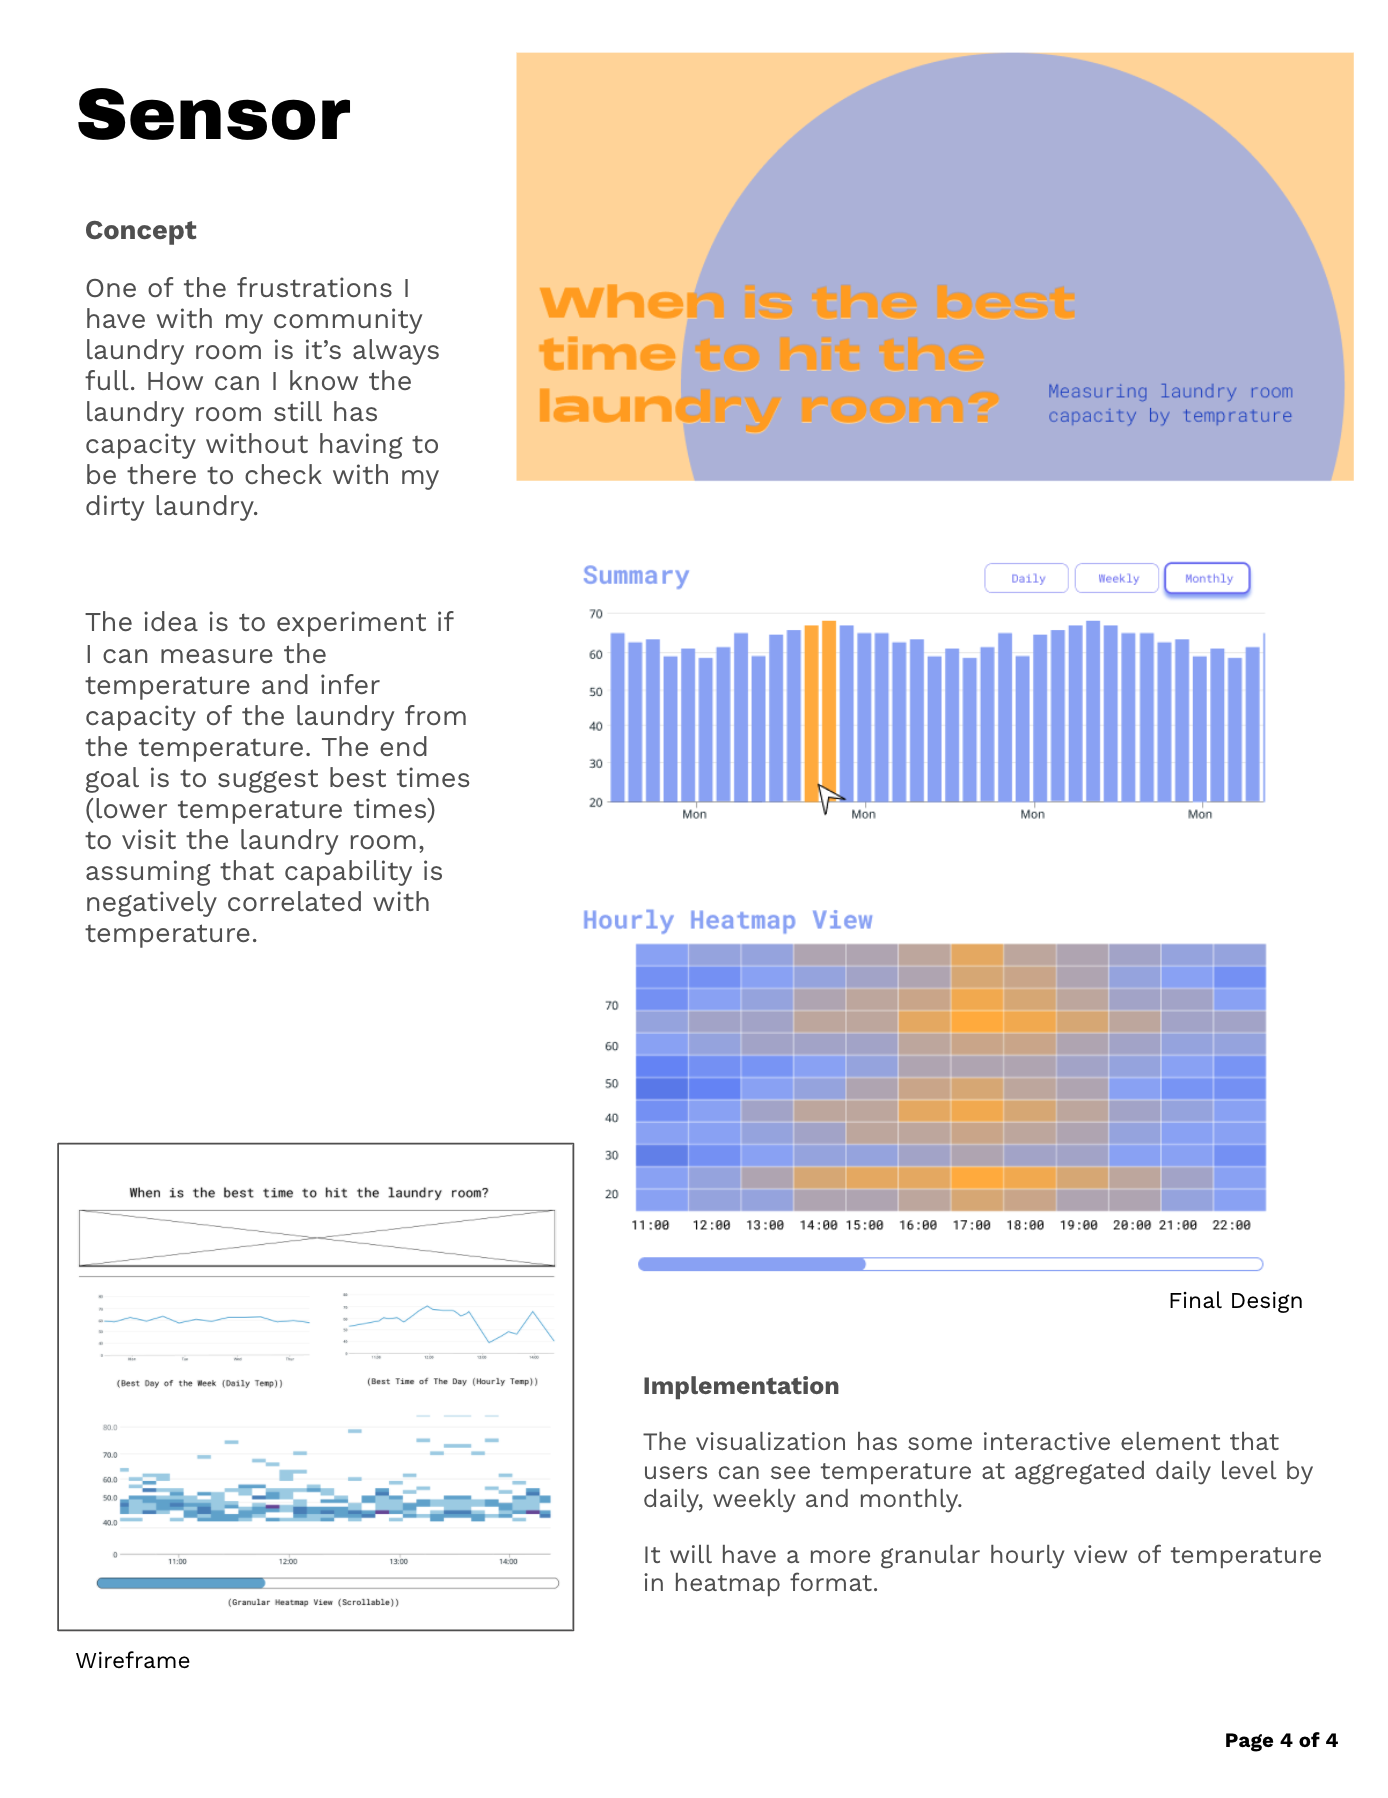 Sensor
Concept
One of the frustrations I
have with my community
laundry room is it’s always
full. How can I know the
laundry room still has
capacity without having to
be there to check with my
dirty laundry.
The idea is to experiment if
I can measure the
temperature and infer
capacity of the laundry from
the temperature. The end
goal is to suggest best times
(lower temperature times)
to visit the laundry room,
assuming that capability is
negatively correlated with
temperature.
When is the best
time to hit the
laundry room?
Measuring laundry room
capacity by temprature
Summary
Daily Weekly Monthly
70
60
50
40
30
20
Mon Mon Mon Mon
Hourly Heatmap View
70
60
50
40
30
20
11:00 12:00 13:00 14:00 15:00 16:00 17:00 18:00 19:00 20:00 21:00 22:00
Final Design
When is the best time to hit the laundry room?
Mon Tue Wed Thur
11:00 12:00 13:00 14:00
(Best Day of the Week (Daily Temp))
(Best Time of The Day (Hourly Temp))
80.0
70.0
60.0
50.0
40.0
0
11:00 12:00 13:00 14:00
(Granular Heatmap View (Scrollable))
Wireframe
Implementation
The visualization has some interactive element that
users can see temperature at aggregated daily level by
daily, weekly and monthly.
It will have a more granular hourly view of temperature
in heatmap format.
Page 4 of 4